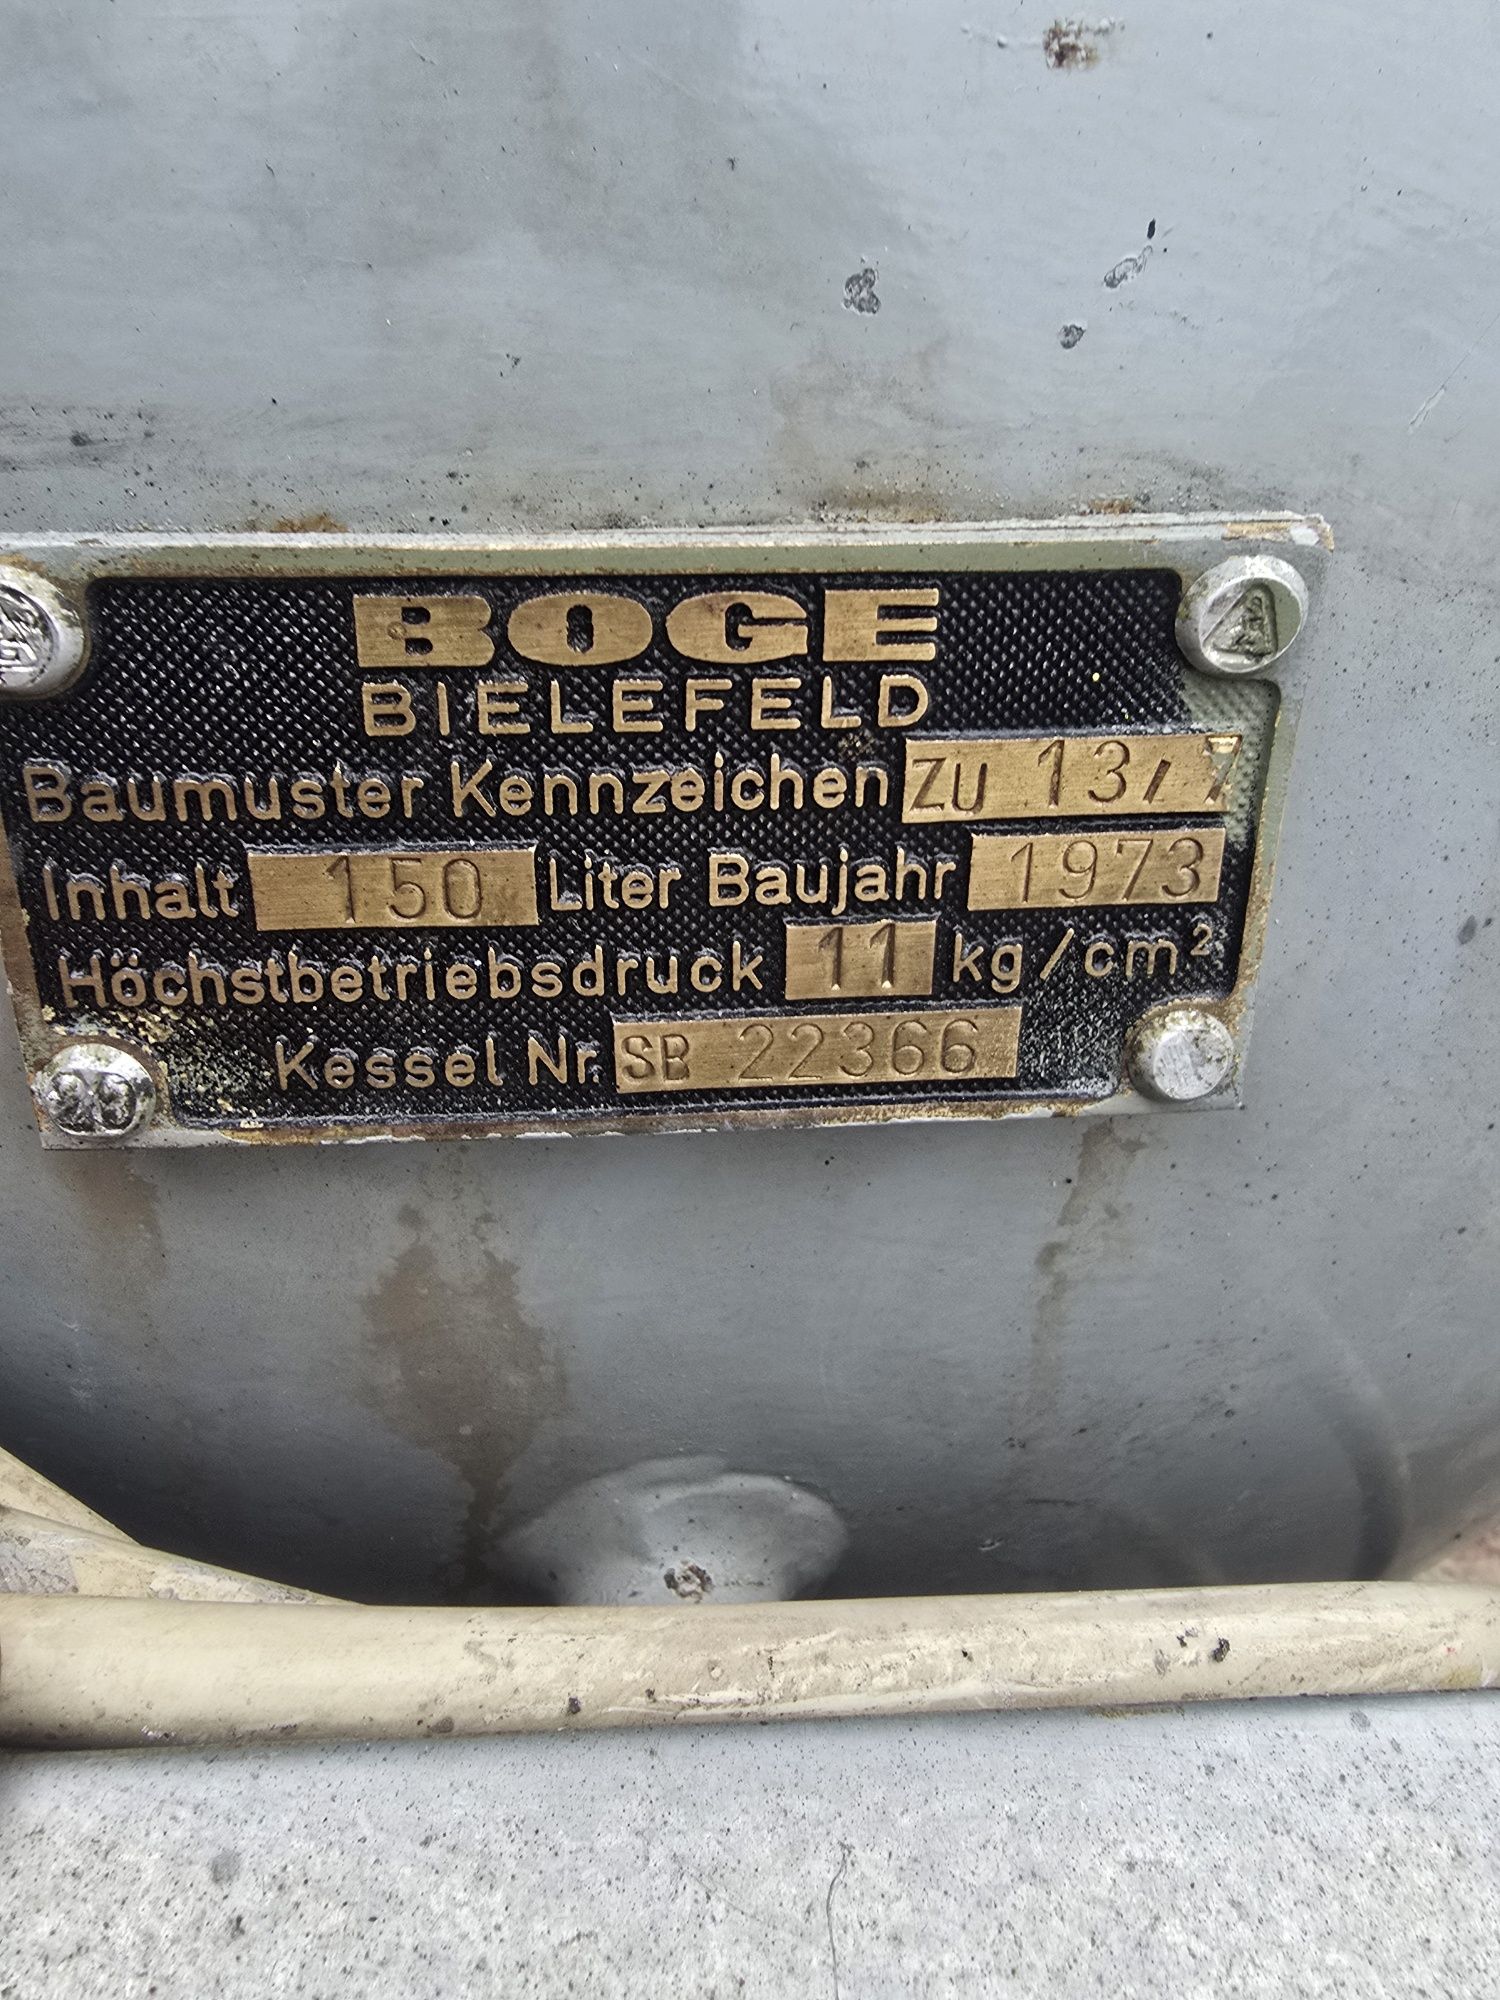 BOGE
BIELEFELD
Baumuster Kennzeichen ZU 13/7
Inhalt 150 Liter Baujahr 1973
Höchstbetriebsdruck 11 kg/cm²
Kessel Nr. SB 22366